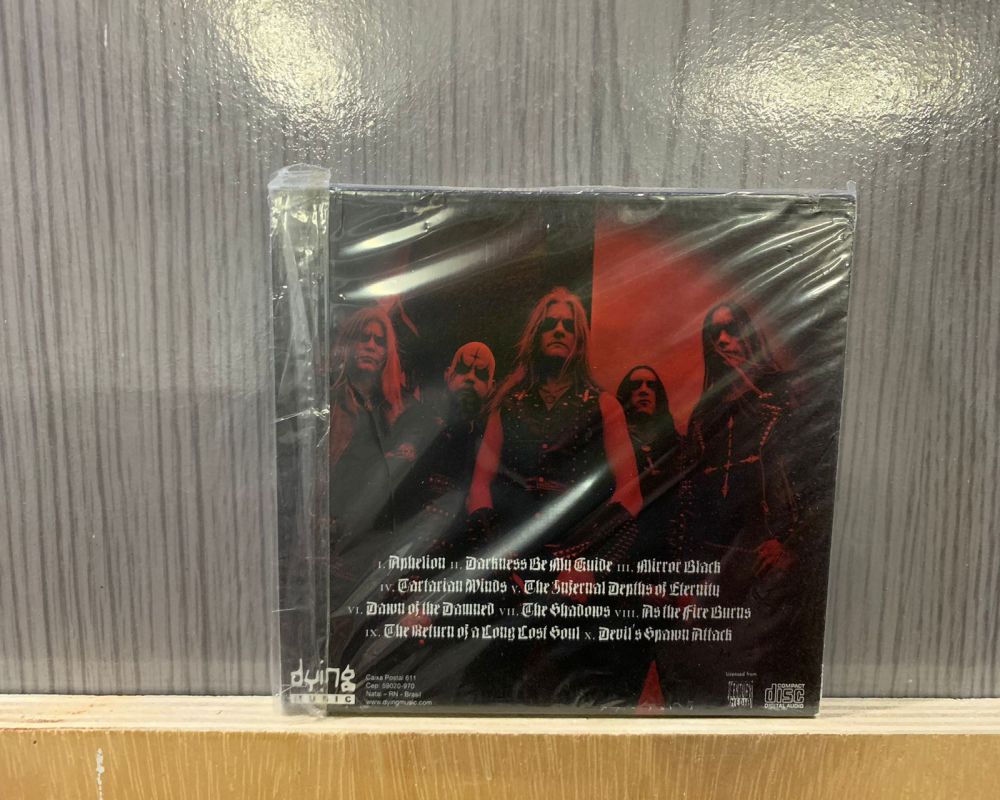 I. Aphelion II. Darkness Be My Guide III. Mirror Black
IV. Tartarian Winds V. The Infernal Depths of Eternity
VI. Dawn of the Damned VII. The Shadows VIII. As the Fire Burns
IX. The Return of a Long Lost Soul X. Devil's Spawn Attack
dying
MUSIC
Caixa Postal 611
Cep: 59020-970
Natal – RN - Brasil
www.dyingmusic.com
Licensed from
CENTURY
MEDIA
COMPACT
disc
DIGITAL AUDIO